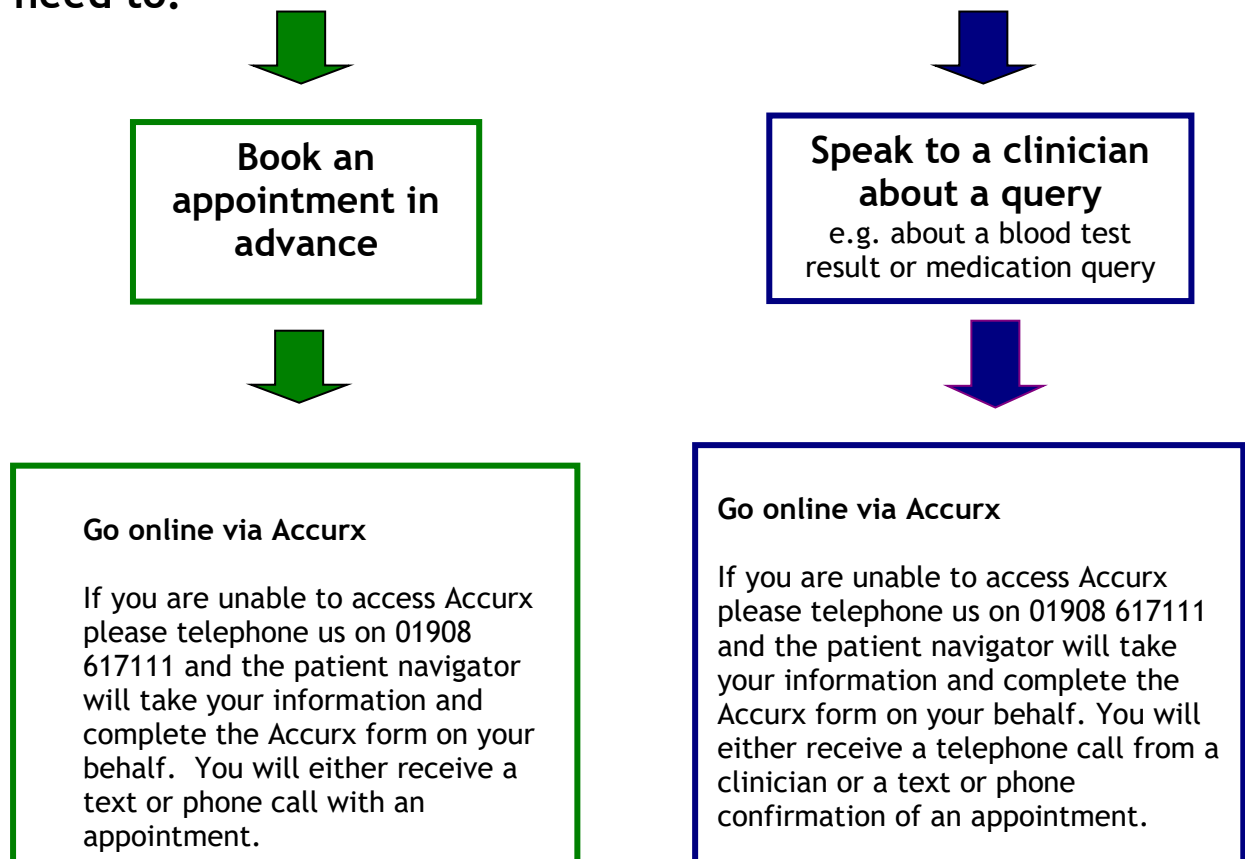 need to:
Book an
appointment in
advance
Speak to a clinician
about a query
e.g. about a blood test
result or medication query
Go online via Accurx
If you are unable to access Accurx
please telephone us on 01908
617111 and the patient navigator
will take your information and
complete the Accurx form on your
behalf.  You will either receive a
text or phone call with an
appointment.
Go online via Accurx
If you are unable to access Accurx
please telephone us on 01908 617111
and the patient navigator will take
your information and complete the
Accurx form on your behalf. You will
either receive a telephone call from a
clinician or a text or phone
confirmation of an appointment.